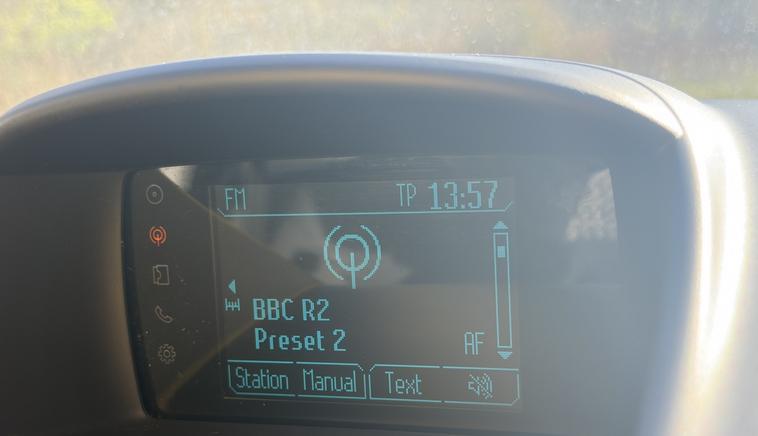 FM TP 13:57
BBC R2
Preset 2 AF
Station Manual Text